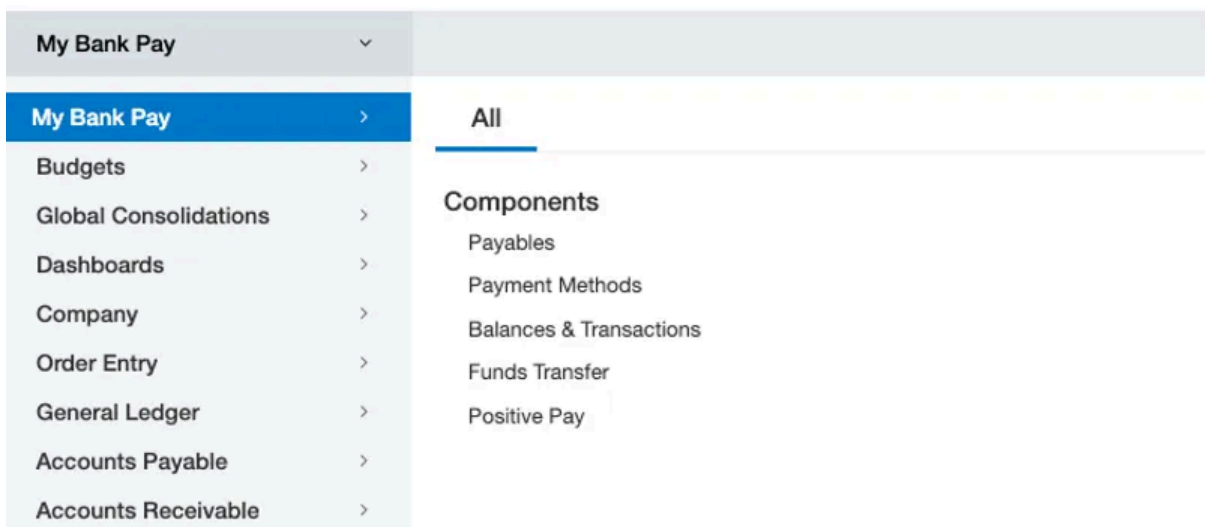 My Bank Pay
My Bank Pay
Budgets
Global Consolidations
Dashboards
Company
Order Entry
General Ledger
Accounts Payable
Accounts Receivable
All
Components
Payables
Payment Methods
Balances & Transactions
Funds Transfer
Positive Pay